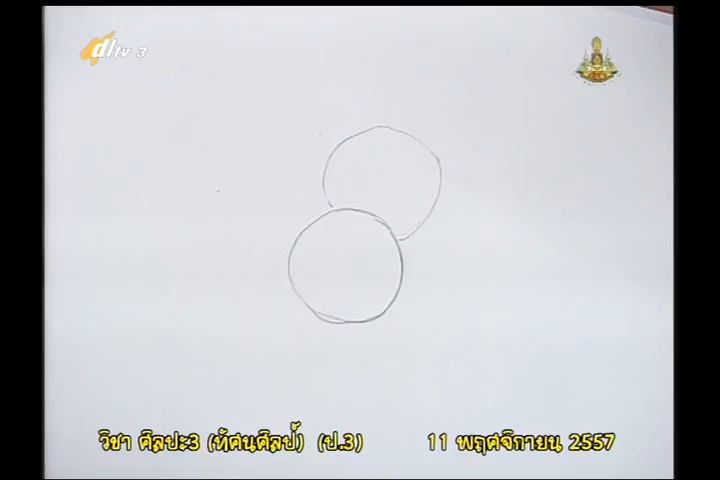 dltv 3
วิชา ศิลปะ3 (ทัศนศิลป์) (ป.3) 11 พฤศจิกายน 2557